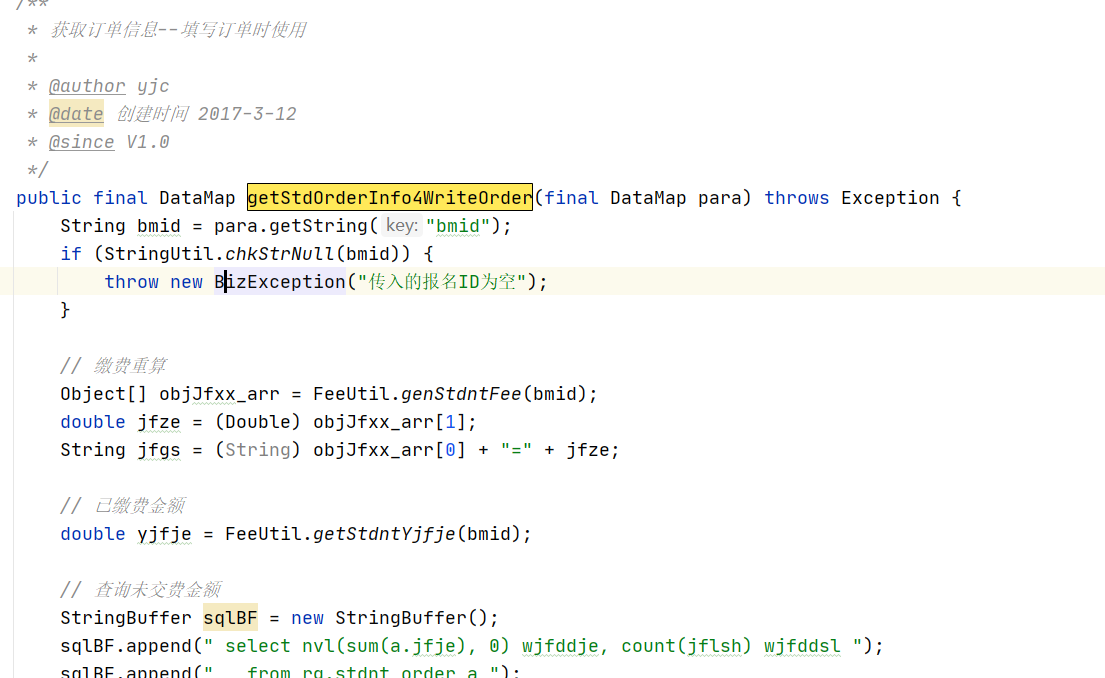 /**
* 获取订单信息--填写订单时使用
*
* @author yjc
* @date 创建时间 2017-3-12
* @since V1.0
*/
public final DataMap getStdOrderInfo4WriteOrder(final DataMap para) throws Exception {
String bmid = para.getString( key: "bmid");
if (StringUtil.chkStrNull(bmid)) {
throw new BizException("传入的报名ID为空");
}
// 缴费重算
Object[] objJfxx_arr = FeeUtil.genStdntFee(bmid);
double jfze = (Double) objJfxx_arr[1];
String jfgs = (String) objJfxx_arr[0] + "=" + jfze;
// 已缴费金额
double yjfje = FeeUtil.getStdntYjfje(bmid);
// 查询未交费金额
StringBuffer sqlBF = new StringBuffer();
sqlBF.append(" select nvl(sum(a.jfje), 0) wjfddje, count(jflsh) wjfddsl ");
sqlBF.append("   from rg.stdnt_order a ");